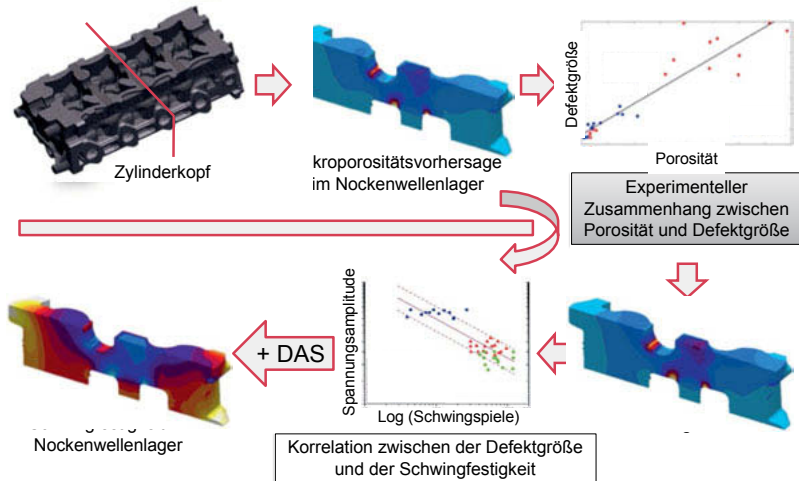 Zylinderkopf
kroporositätsvorhersage
im Nockenwellenlager
Defektgröße
Porosität
Experimenteller
Zusammenhang zwischen
Porosität und Defektgröße
Spannungsamplitude
Log (Schwingspiele)
+ DAS
Nockenwellenlager
Korrelation zwischen der Defektgröße
und der Schwingfestigkeit